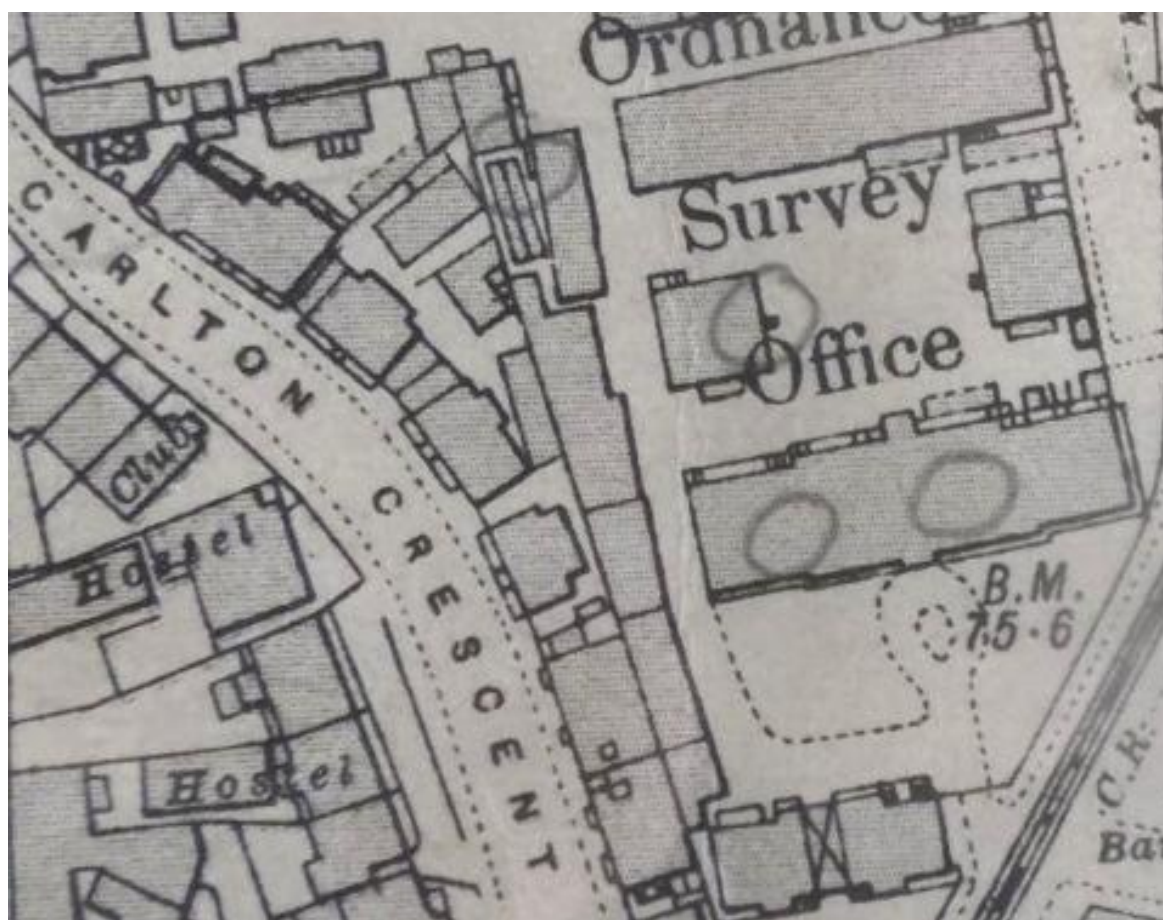 Ordnance
Survey
Office
CARLTON
CRESCENT
Club
Hostel
Hostel
B.M.
75·6
C.R.